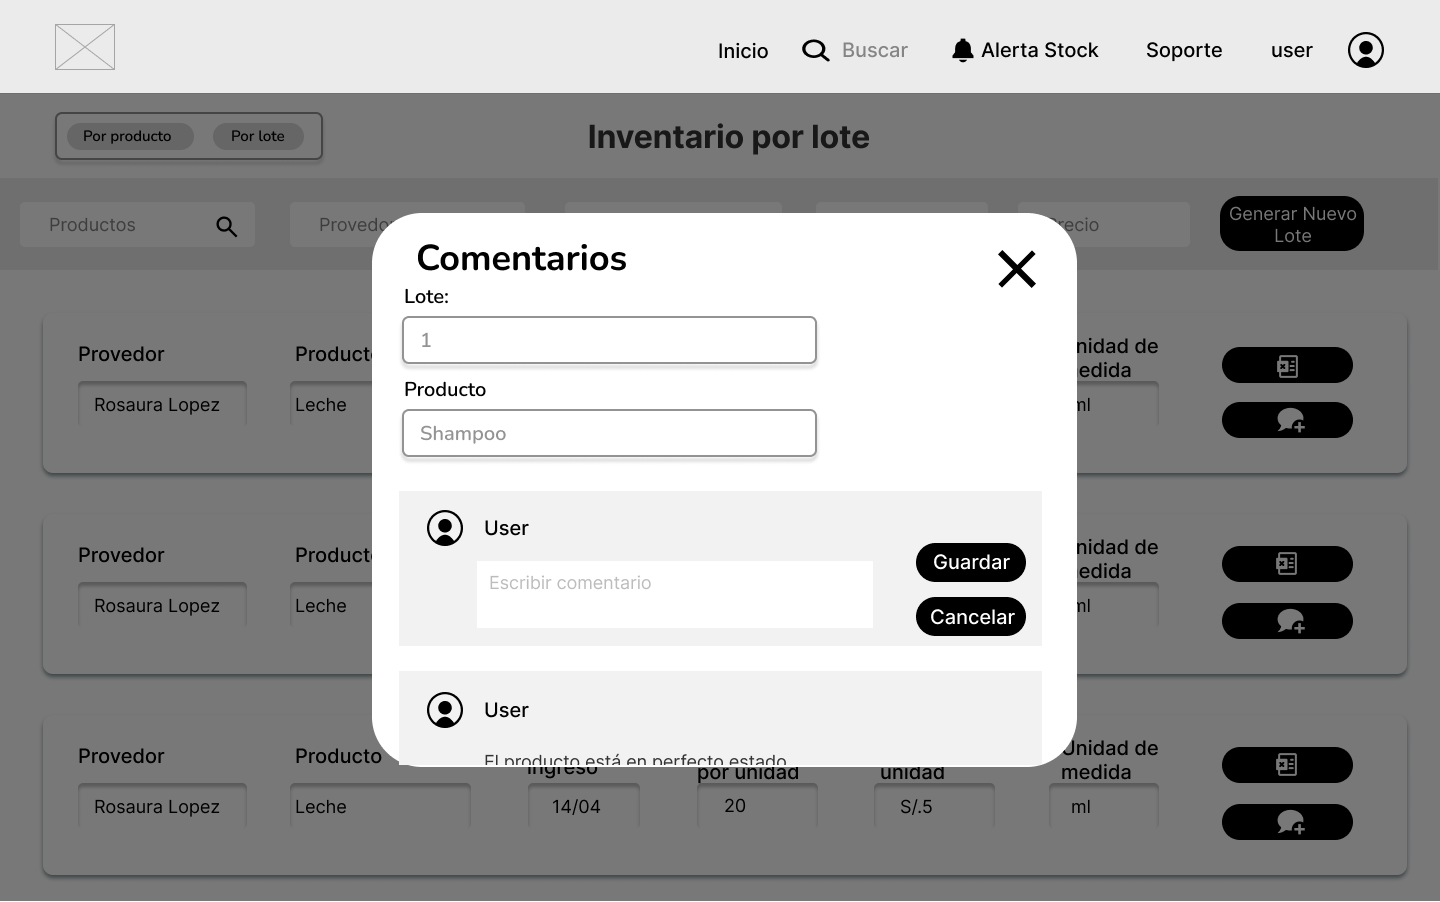 Inicio
Buscar
Alerta Stock
Soporte
user
Por producto
Por lote
Inventario por lote
Productos
Provedo
recio
Generar Nuevo
Lote
Comentarios
Lote:
1
Producto
Shampoo
User
Escribir comentario
Guardar
Cancelar
User
El producto está en perfecto estado
Provedor
Product
nidad de
edida
Rosaura Lopez
Leche
ml
Provedor
Product
nidad de
edida
Rosaura Lopez
Leche
ml
Provedor
Producto
Ingreso
por unidad
unidad
Unidad de
medida
Rosaura Lopez
Leche
14/04
20
S/.5
ml